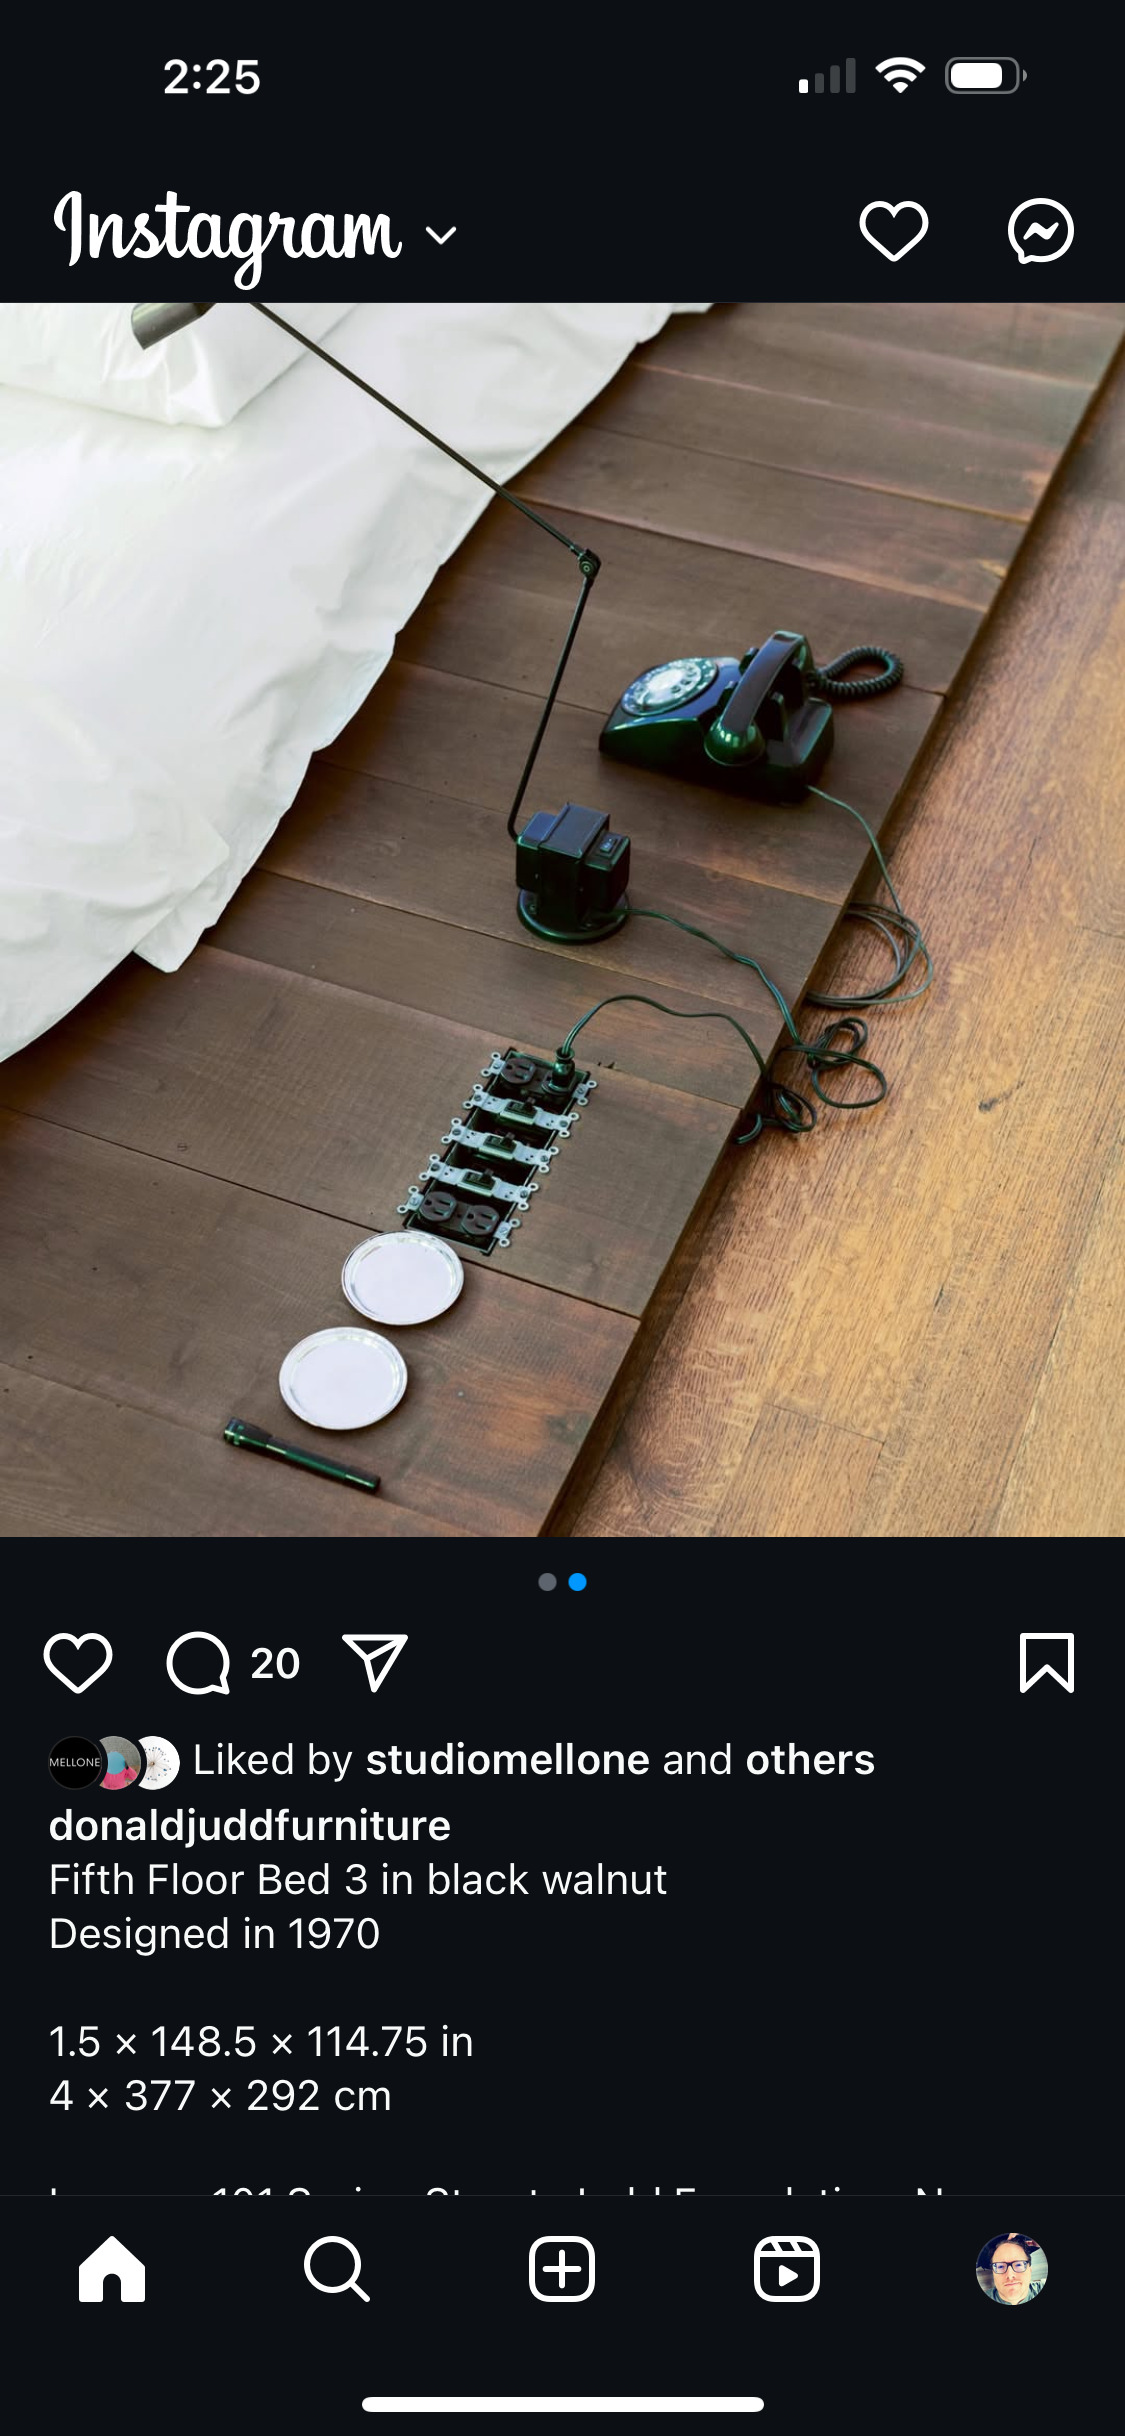 2:25
Instagram
20
MELLONE
Liked by studiomellone and others
donaldjuddfurniture
Fifth Floor Bed 3 in black walnut
Designed in 1970
1.5 × 148.5 × 114.75 in
4 × 377 × 292 cm